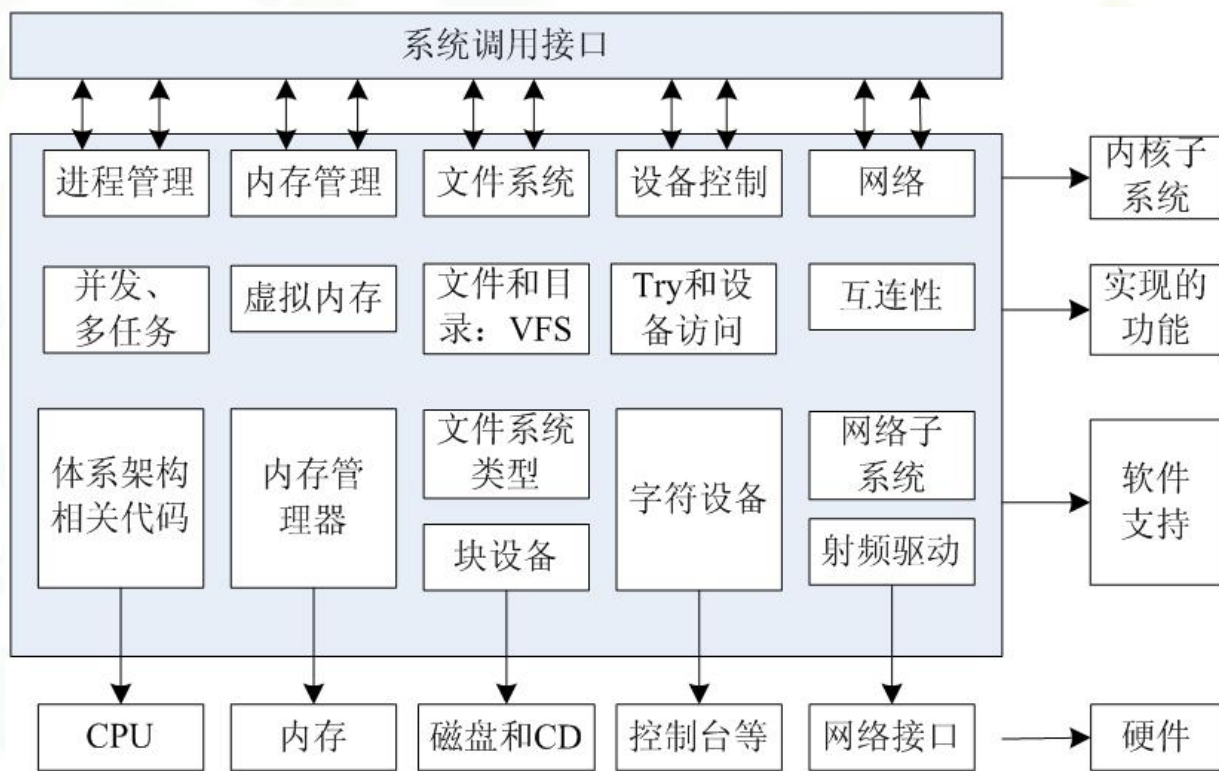 系统调用接口
进程管理
内存管理
文件系统
设备控制
网络
内核子
系统
并发、
多任务
虚拟内存
文件和目
录：VFS
Try和设
备访问
互连性
实现的
功能
体系架构
相关代码
内存管
理器
文件系统
类型
块设备
字符设备
网络子
系统
射频驱动
软件
支持
CPU
内存
磁盘和CD
控制台等
网络接口
硬件